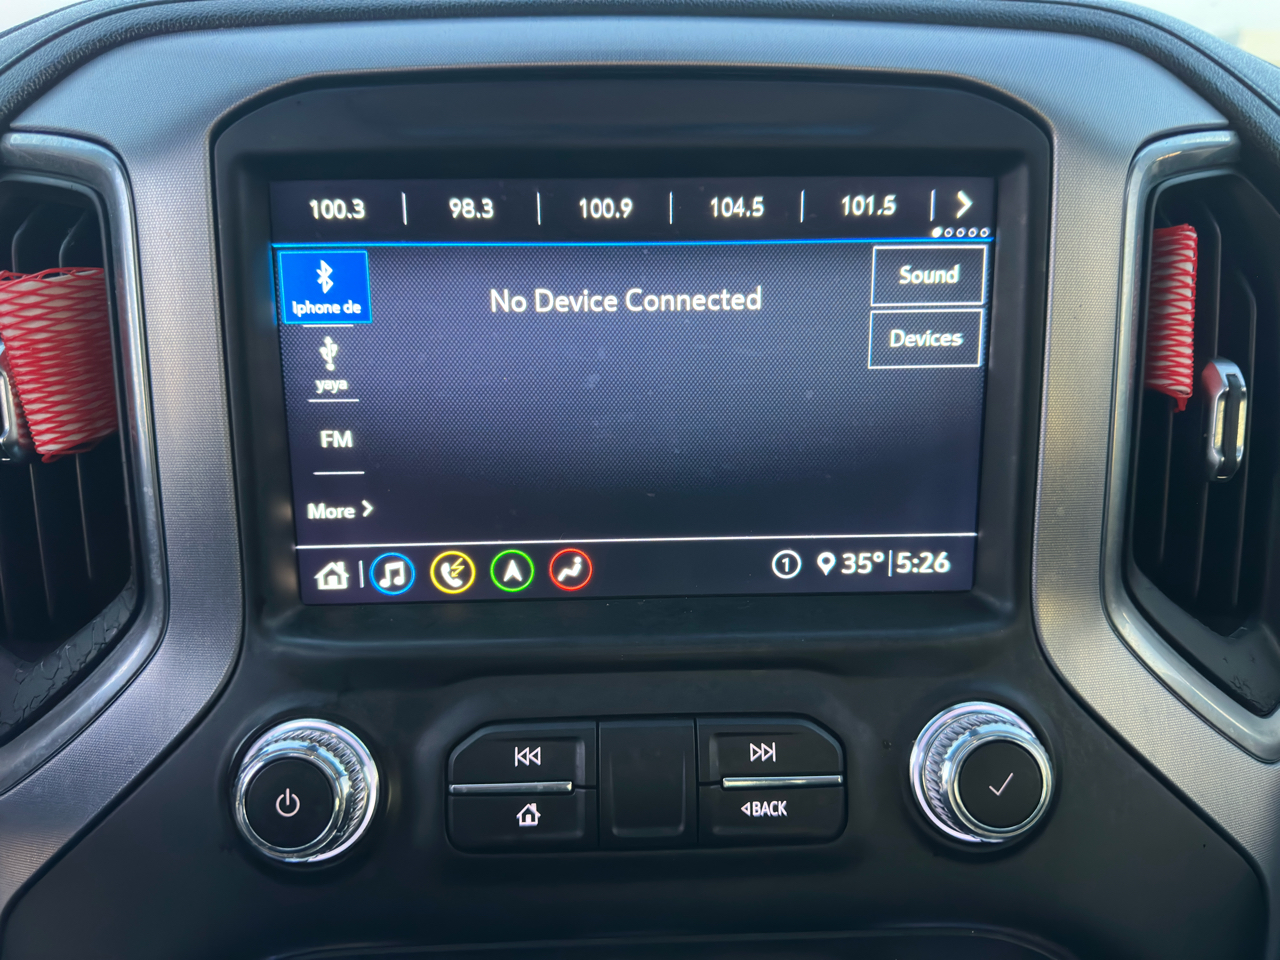 100.3 98.3 100.9 104.5 101.5
Iphone de
No Device Connected
Sound
Devices
yaya
FM
More
1 35° 5:26
BACK